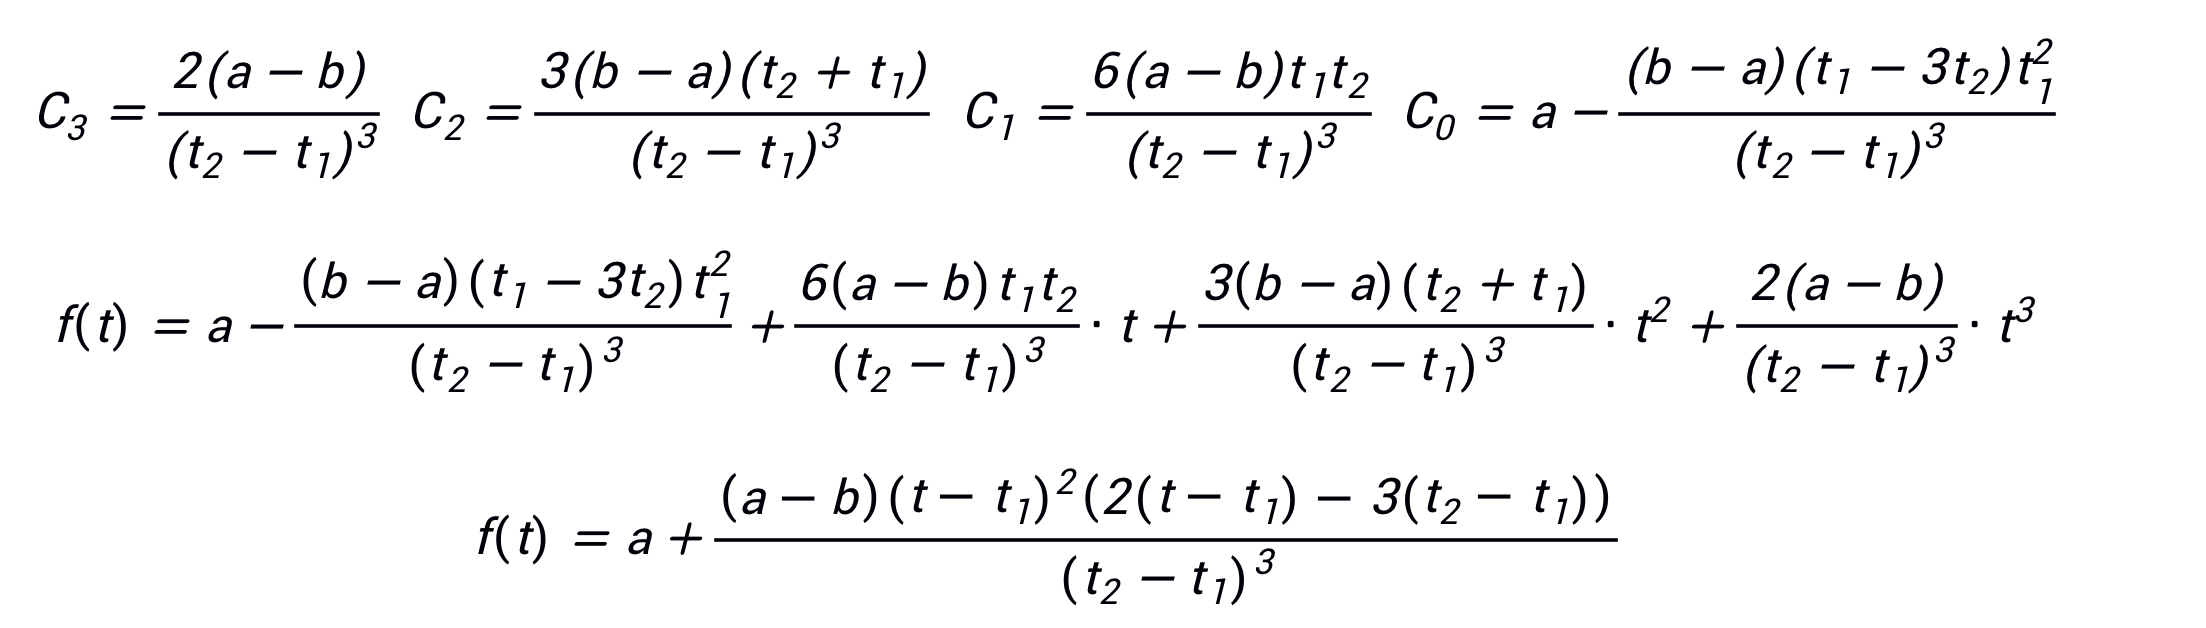 C₃ = 2(a − b) / (t₂ − t₁)³ C₂ = 3(b − a)(t₂ + t₁) / (t₂ − t₁)³ C₁ = 6(a − b)t₁t₂ / (t₂ − t₁)³ C₀ = a − (b − a)(t₁ − 3t₂)t₁² / (t₂ − t₁)³
f(t) = a − (b − a)(t₁ − 3t₂)t₁² / (t₂ − t₁)³ + 6(a − b)t₁t₂ / (t₂ − t₁)³ · t + 3(b − a)(t₂ + t₁) / (t₂ − t₁)³ · t² + 2(a − b) / (t₂ − t₁)³ · t³
f(t) = a + (a − b)(t − t₁)²(2(t − t₁) − 3(t₂ − t₁)) / (t₂ − t₁)³